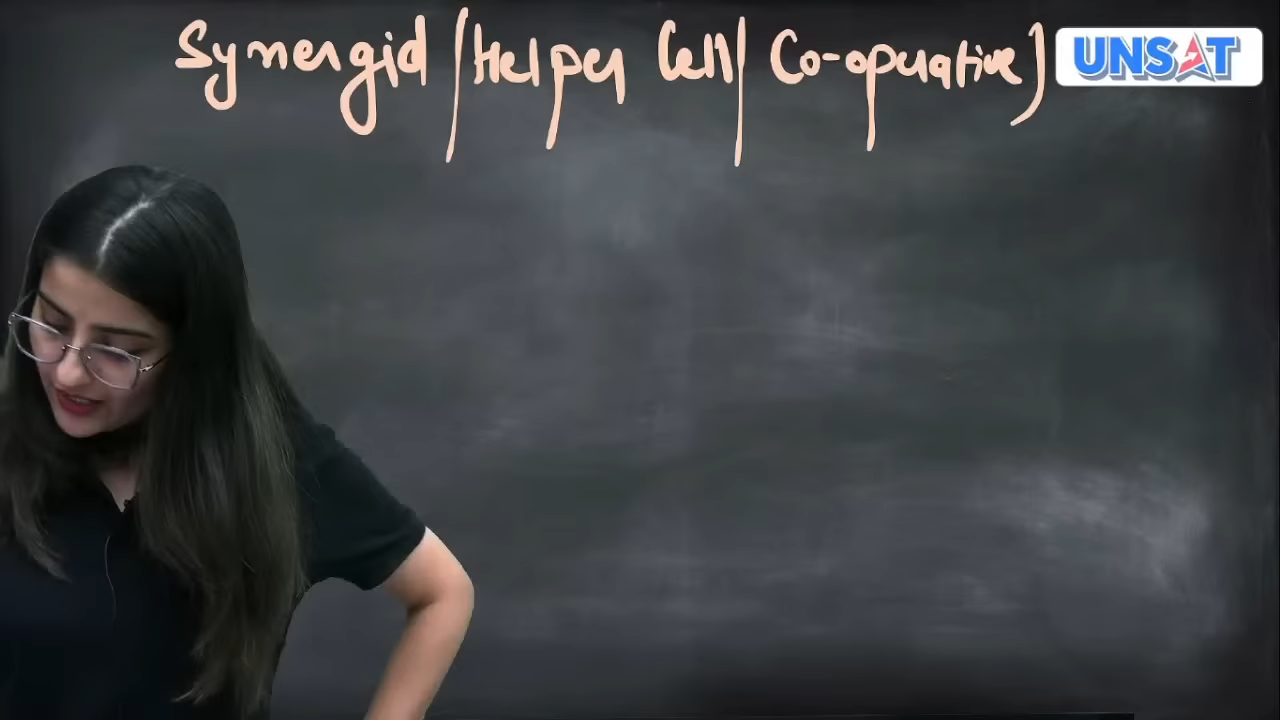 Synergid / Helper Cell / Co-operative )
UNSAT